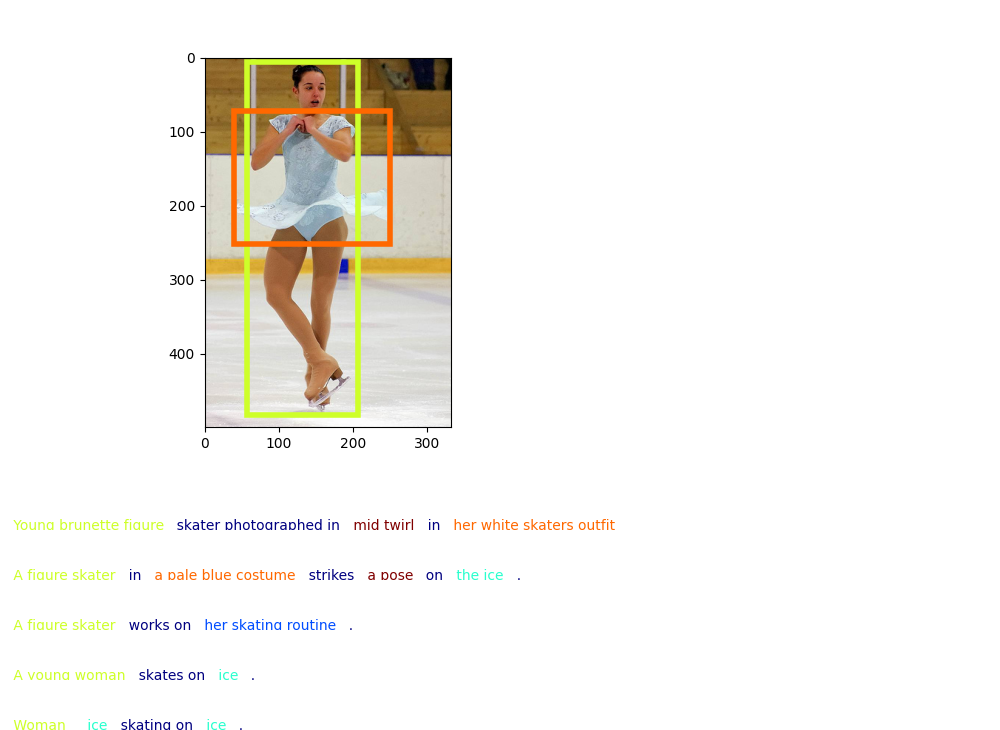 0
100
200
300
400
0 100 200 300
Young brunette figure skater photographed in mid twirl in her white skaters outfit
A figure skater in a pale blue costume strikes a pose on the ice .
A figure skater works on her skating routine .
A young woman skates on ice .
Woman ice skating on ice .